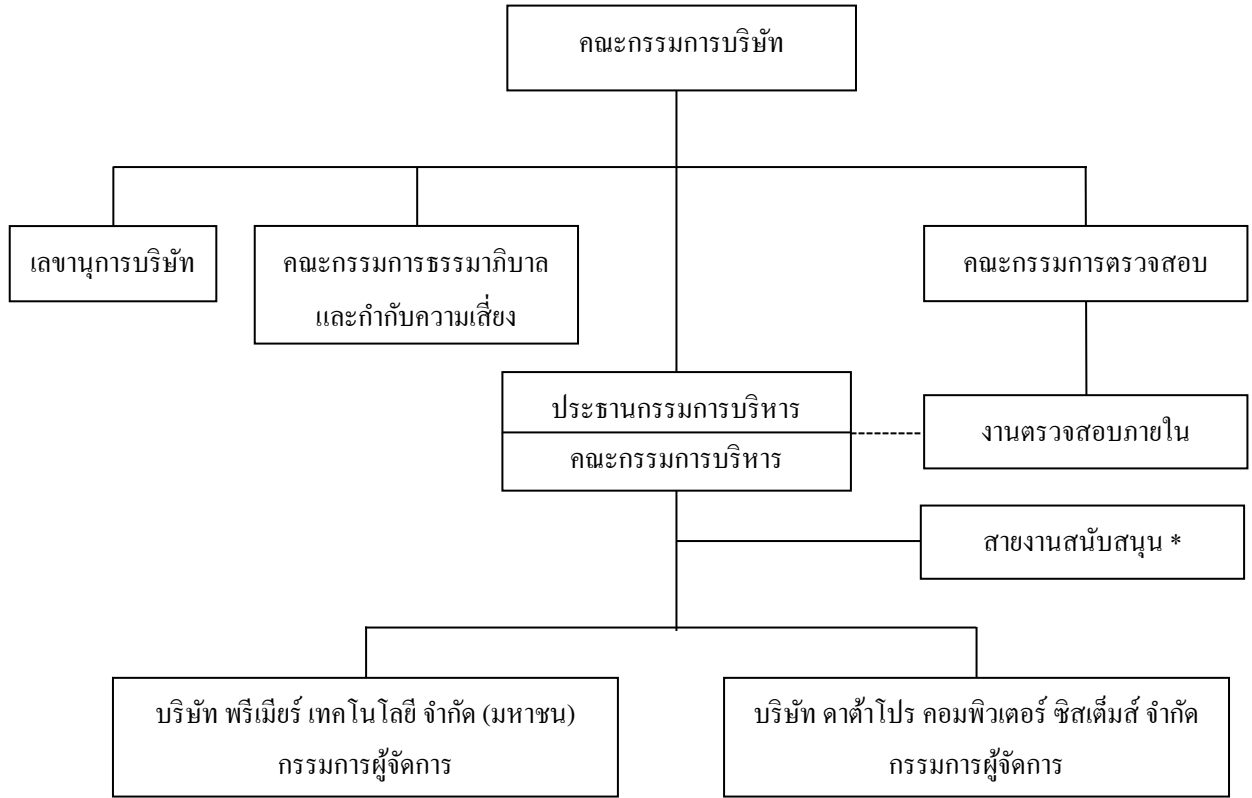 คณะกรรมการบริษัท
เลขานุการบริษัท
คณะกรรมการธรรมาภิบาล
และกำกับความเสี่ยง
คณะกรรมการตรวจสอบ
ประธานกรรมการบริหาร
คณะกรรมการบริหาร
งานตรวจสอบภายใน
สายงานสนับสนุน *
บริษัท พรีเมียร์ เทคโนโลยี จำกัด (มหาชน)
กรรมการผู้จัดการ
บริษัท ดาต้าโปร คอมพิวเตอร์ ซิสเต็มส์ จำกัด
กรรมการผู้จัดการ